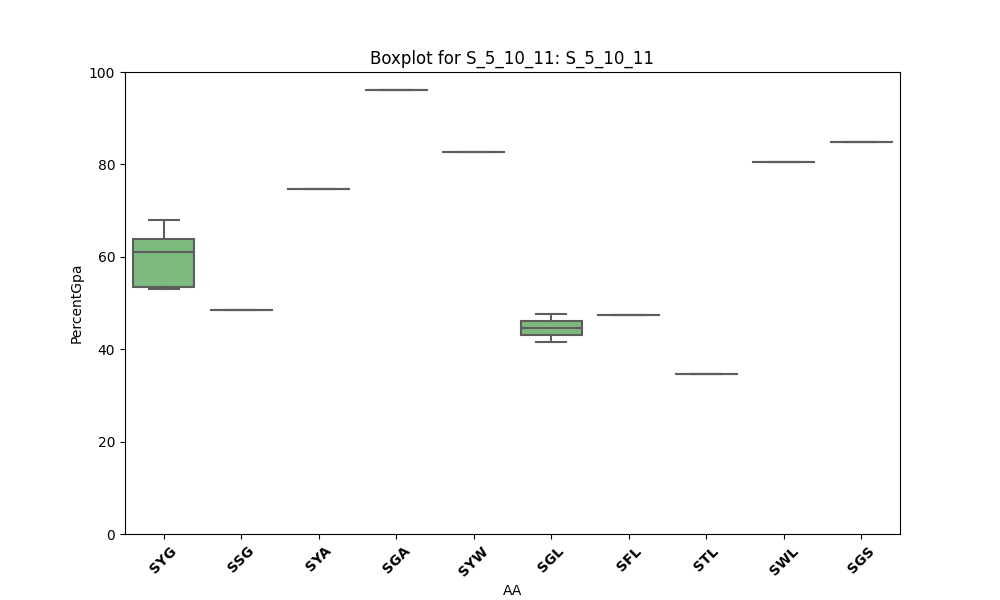 Boxplot for S_5_10_11: S_5_10_11
100
80
60
40
20
0
PercentGpa
SYG SSG SYA SGA SYW SGL SFL STL SWL SGS
AA